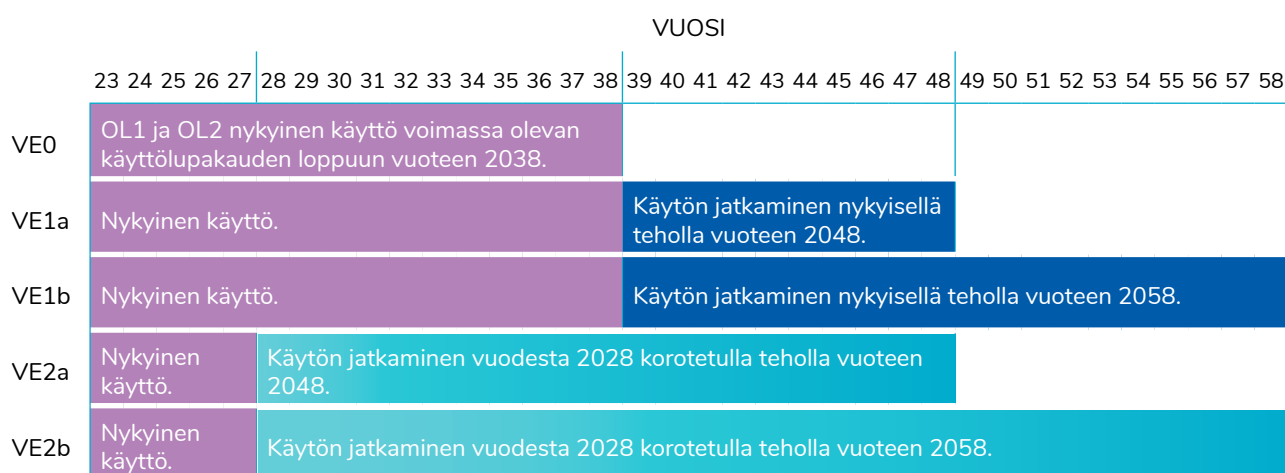 VUOSI
23 24 25 26 27 28 29 30 31 32 33 34 35 36 37 38 39 40 41 42 43 44 45 46 47 48 49 50 51 52 53 54 55 56 57 58
VE0
OL1 ja OL2 nykyinen käyttö voimassa olevan
käyttölupakauden loppuun vuoteen 2038.
VE1a
Nykyinen käyttö.
Käytön jatkaminen nykyisellä
teholla vuoteen 2048.
VE1b
Nykyinen käyttö.
Käytön jatkaminen nykyisellä teholla vuoteen 2058.
VE2a
Nykyinen
käyttö.
Käytön jatkaminen vuodesta 2028 korotetulla teholla vuoteen
2048.
VE2b
Nykyinen
käyttö.
Käytön jatkaminen vuodesta 2028 korotetulla teholla vuoteen 2058.